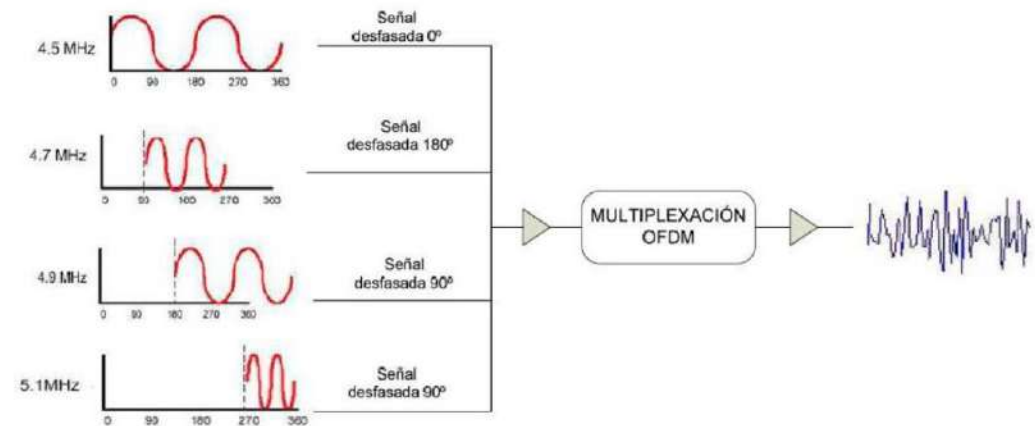 4.5 MHz
0 90 180 270 360
Señal
desfasada 0º
4.7 MHz
0 90 180 270 360
Señal
desfasada 180º
4.9 MHz
0 90 180 270 360
Señal
desfasada 90º
5.1MHz
0 90 180 270 360
Señal
desfasada 90º
MULTIPLEXACIÓN
OFDM